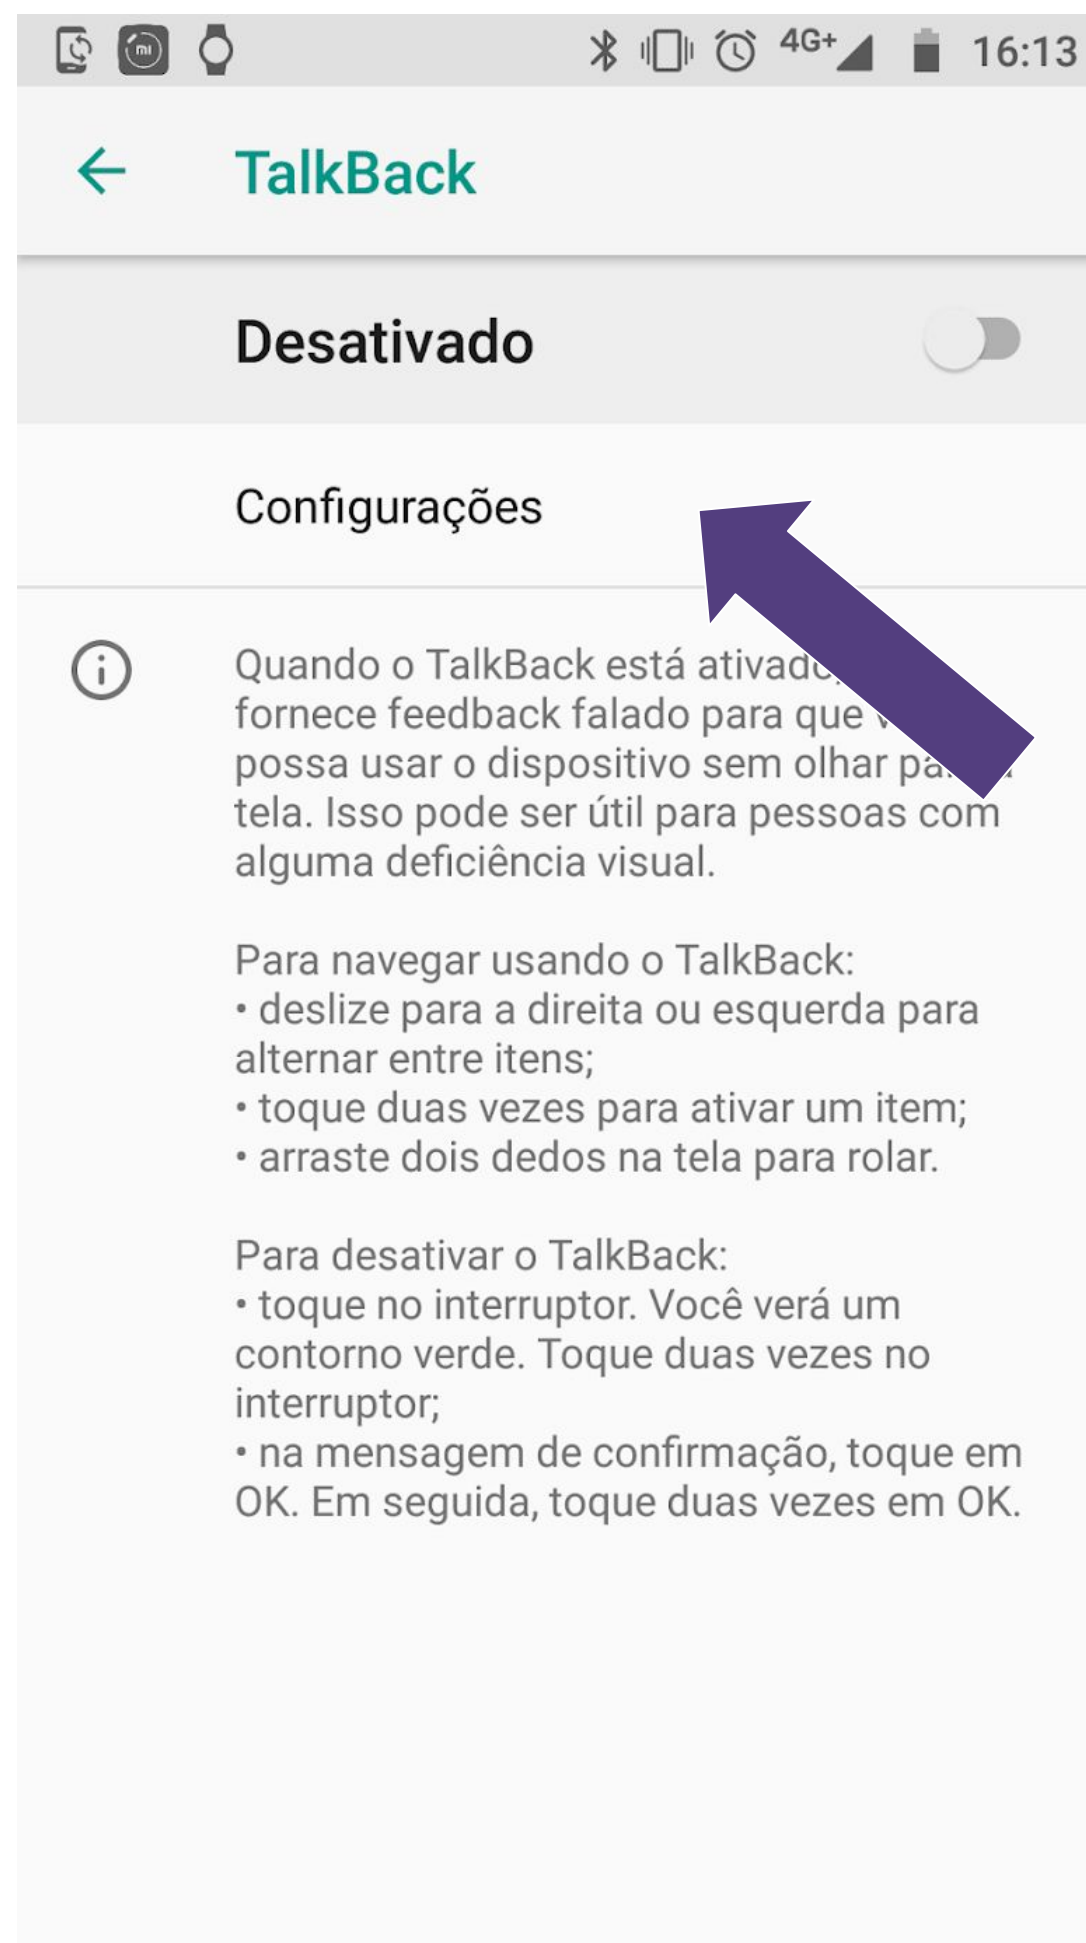 4G+ 16:13
TalkBack
Desativado
Configurações
Quando o TalkBack está ativado,
fornece feedback falado para que
possa usar o dispositivo sem olhar
tela. Isso pode ser útil para pessoas com
alguma deficiência visual.
Para navegar usando o TalkBack:
• deslize para a direita ou esquerda para
alternar entre itens;
• toque duas vezes para ativar um item;
• arraste dois dedos na tela para rolar.
Para desativar o TalkBack:
• toque no interruptor. Você verá um
contorno verde. Toque duas vezes no
interruptor;
• na mensagem de confirmação, toque em
OK. Em seguida, toque duas vezes em OK.